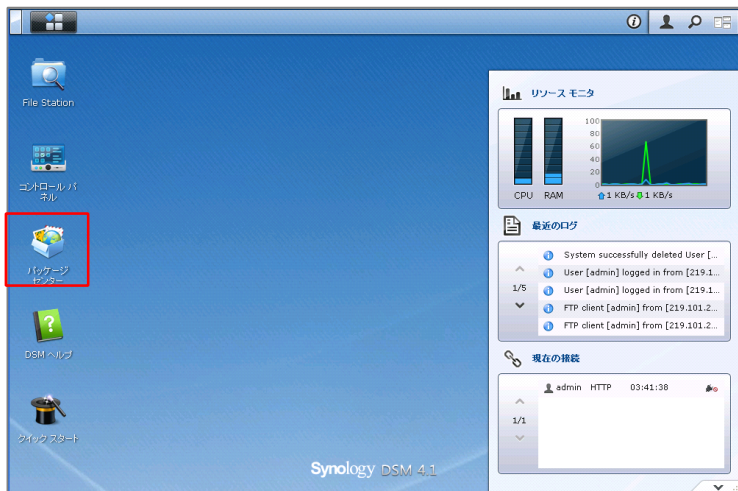 File Station
コントロール パ
ネル
パッケージ
センター
DSM ヘルプ
クイック スタート
リソース モニタ
100
80
60
40
20
0
CPU RAM 1 KB/s 1 KB/s
最近のログ
System successfully deleted User [...
User [admin] logged in from [219.1...
1/5
User [admin] logged in from [219.1...
FTP client [admin] from [219.101.2...
FTP client [admin] from [219.101.2...
現在の接続
admin HTTP 03:41:38
1/1
Synology DSM 4.1